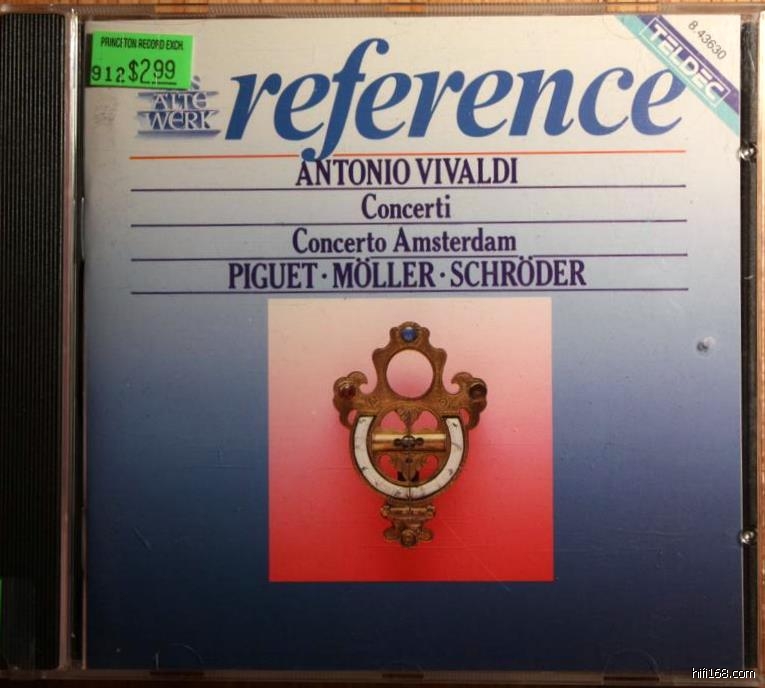 PRINCETON RECORD EXCH.
912 $2.99
ALTE
WERK
reference
8.43630
TELDEC
ANTONIO VIVALDI
Concerti
Concerto Amsterdam
PIGUET · MÖLLER · SCHRÖDER
hifi168.com